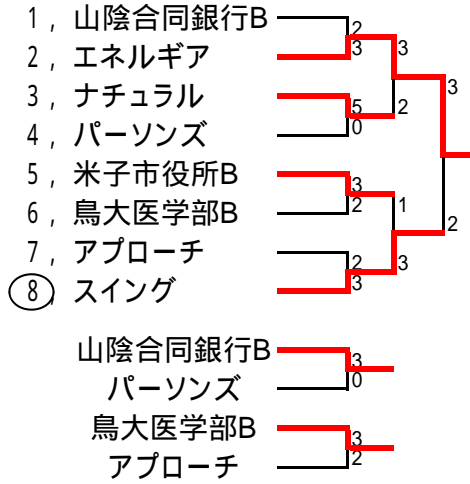 1, 山陰合同銀行B
2
2, エネルギア
3
3
3, ナチュラル
5
2
4, パーソンズ
0
3
5, 米子市役所B
3
1
6, 鳥大医学部B
2
2
7, アプローチ
2
3
8, スイング
3
山陰合同銀行B
3
パーソンズ
0
鳥大医学部B
3
アプローチ
2